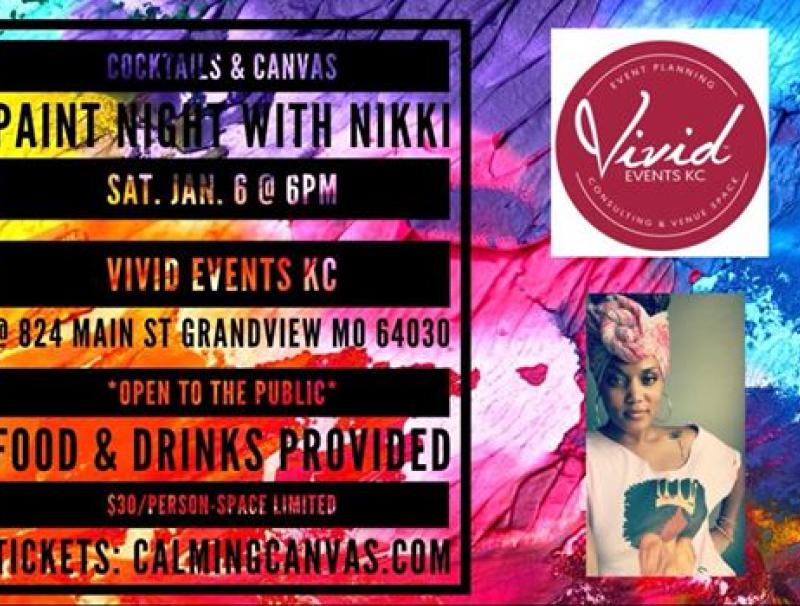 COCKTAILS & CANVAS
PAINT NIGHT WITH NIKKI
SAT. JAN. 6 @ 6PM
VIVID EVENTS KC
@ 824 MAIN ST GRANDVIEW MO 64030
*OPEN TO THE PUBLIC*
FOOD & DRINKS PROVIDED
$30/PERSON-SPACE LIMITED
TICKETS: CALMINGCANVAS.COM
EVENT PLANNING
Vivid
EVENTS KC
CONSULTING & VENUE SPACE